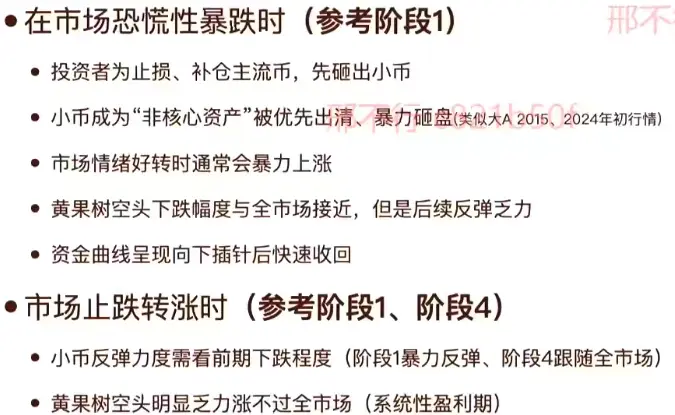 ● 在市场恐慌性暴跌时（参考阶段1） 邢不
● 投资者为止损、补仓主流币，先砸出小币
● 小币成为“非核心资产”被优先出清、暴力砸盘(类似大A 2015、2024年初行情)
● 市场情绪好转时通常会暴力上涨
● 黄果树空头下跌幅度与全市场接近，但是后续反弹乏力
● 资金曲线呈现向下插针后快速收回
● 市场止跌转涨时（参考阶段1、阶段4）
● 小币反弹力度需看前期下跌程度（阶段1暴力反弹、阶段4跟随全市场）
● 黄果树空头明显乏力涨不过全市场（系统性盈利期）